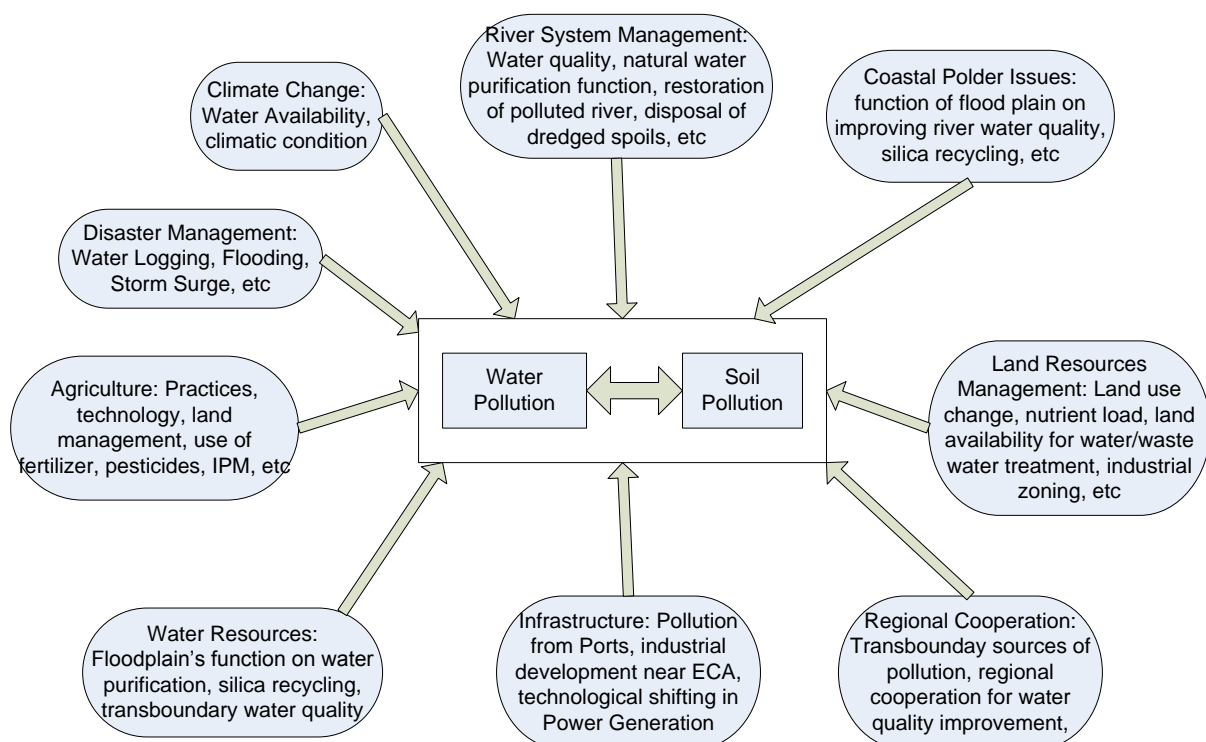 River System Management:
Water quality, natural water
purification function, restoration
of polluted river, disposal of
dredged spoils, etc
Climate Change:
Water Availability,
climatic condition
Coastal Polder Issues:
function of flood plain on
improving river water quality,
silica recycling, etc
Disaster Management:
Water Logging, Flooding,
Storm Surge, etc
Water
Pollution
Soil
Pollution
Agriculture: Practices,
technology, land
management, use of
fertilizer, pesticides, IPM, etc
Land Resources
Management: Land use
change, nutrient load, land
availability for water/waste
water treatment, industrial
zoning, etc
Water Resources:
Floodplain's function on water
purification, silica recycling,
transboundary water quality
Infrastructure: Pollution
from Ports, industrial
development near ECA,
technological shifting in
Power Generation
Regional Cooperation:
Transbounday sources of
pollution, regional
cooperation for water
quality improvement,